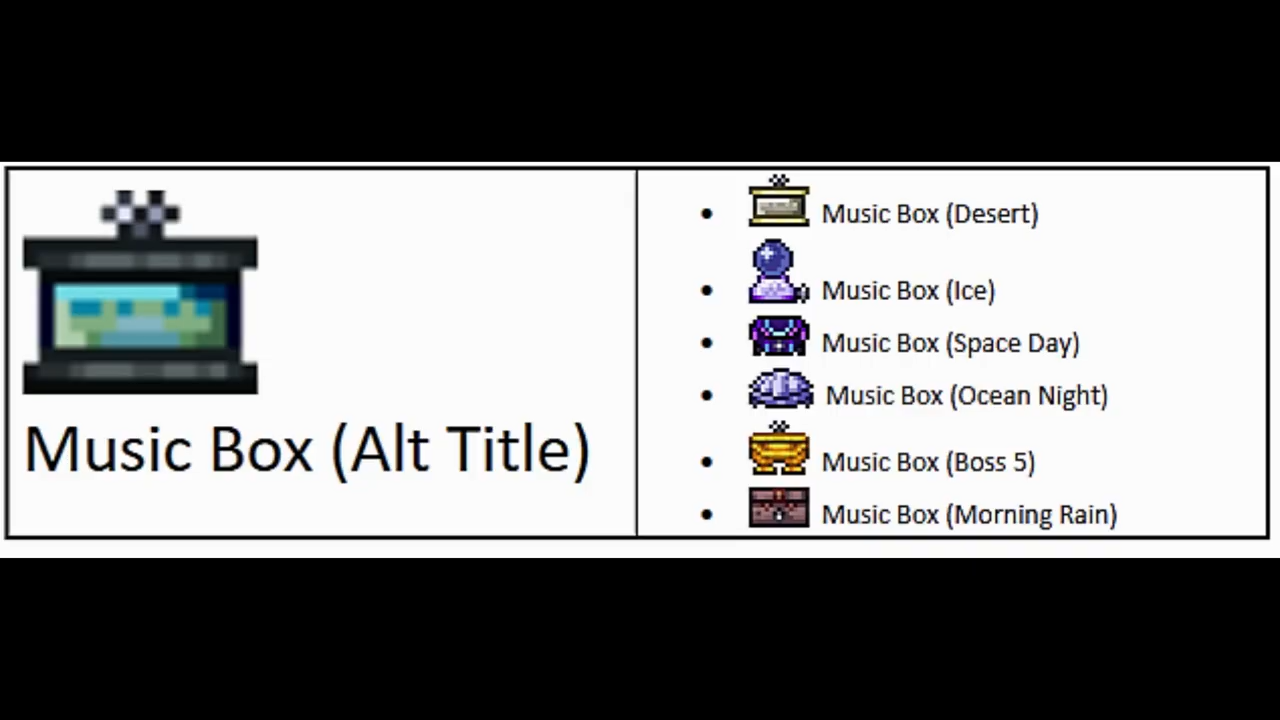 Music Box (Alt Title)
• Music Box (Desert)
• Music Box (Ice)
• Music Box (Space Day)
• Music Box (Ocean Night)
• Music Box (Boss 5)
• Music Box (Morning Rain)